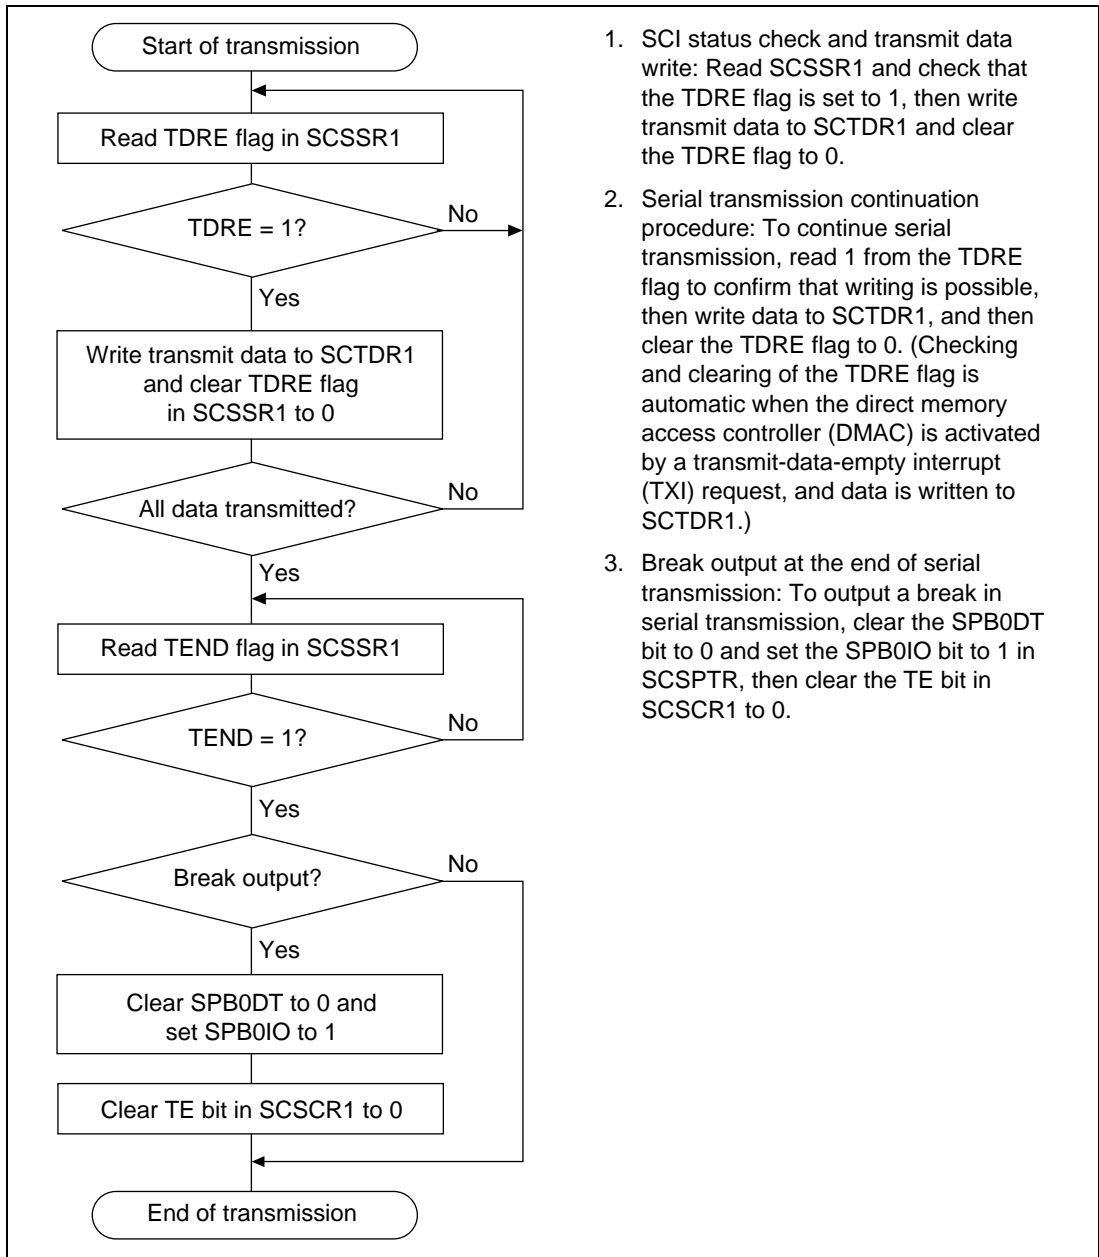 Start of transmission
Read TDRE flag in SCSSR1
TDRE = 1?
No
Yes
Write transmit data to SCTDR1
and clear TDRE flag
in SCSSR1 to 0
All data transmitted?
No
Yes
Read TEND flag in SCSSR1
TEND = 1?
No
Yes
Break output?
No
Yes
Clear SPB0DT to 0 and
set SPB0IO to 1
Clear TE bit in SCSCR1 to 0
End of transmission
1. SCI status check and transmit data
write: Read SCSSR1 and check that
the TDRE flag is set to 1, then write
transmit data to SCTDR1 and clear
the TDRE flag to 0.
2. Serial transmission continuation
procedure: To continue serial
transmission, read 1 from the TDRE
flag to confirm that writing is possible,
then write data to SCTDR1, and then
clear the TDRE flag to 0. (Checking
and clearing of the TDRE flag is
automatic when the direct memory
access controller (DMAC) is activated
by a transmit-data-empty interrupt
(TXI) request, and data is written to
SCTDR1.)
3. Break output at the end of serial
transmission: To output a break in
serial transmission, clear the SPB0DT
bit to 0 and set the SPB0IO bit to 1 in
SCSPTR, then clear the TE bit in
SCSCR1 to 0.